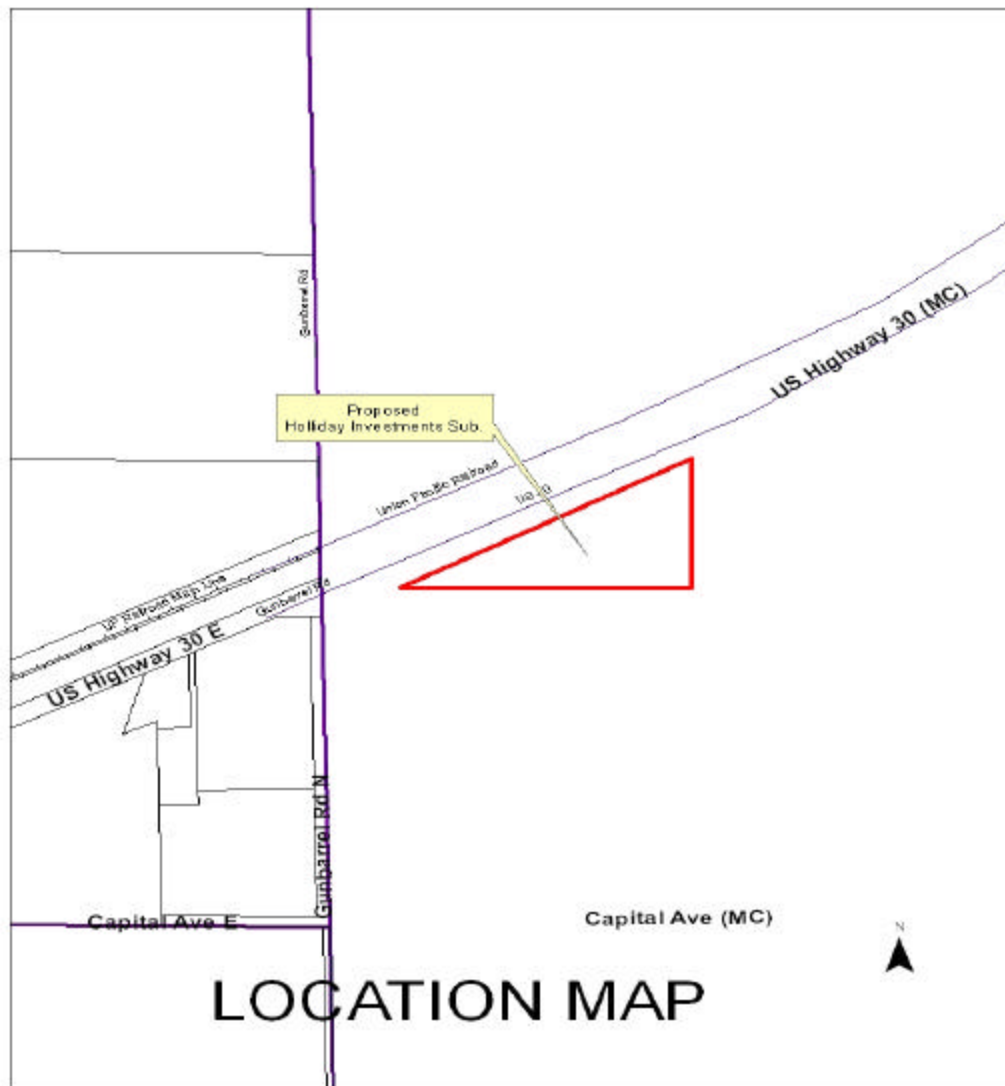 Gunbarrel Rd
US Highway 30 (MC)
Proposed
Holliday Investments Sub.
Union Pacific Railroad
UP Railroad Map Line
Gunbarrel Rd
US Highway 30 E
Gunbarrel Rd N
Capital Ave E
Capital Ave (MC)
N
LOCATION MAP